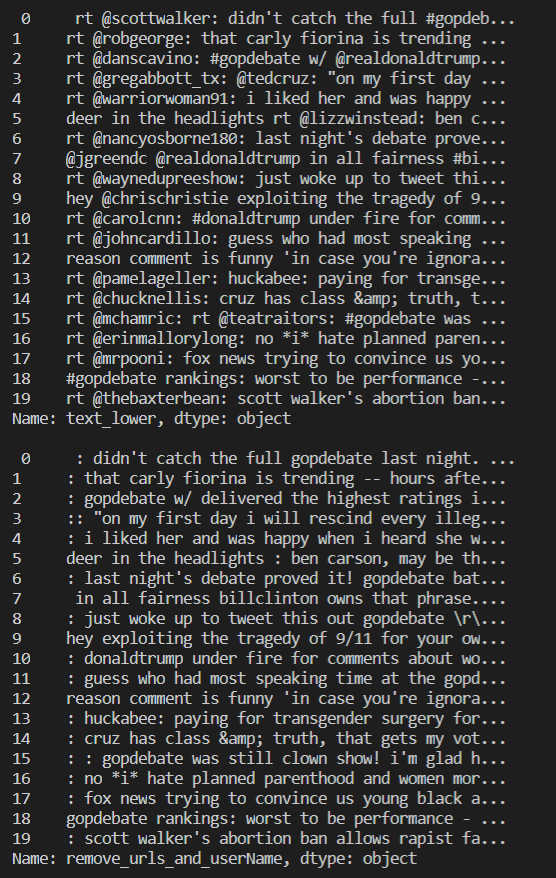 0 rt @scottwalker: didn't catch the full #gopdeb...
1 rt @robgeorge: that carly fiorina is trending ...
2 rt @danscavino: #gopdebate w/ @realdonaldtrump...
3 rt @gregabbott_tx: @tedcruz: "on my first day ...
4 rt @warriorwoman91: i liked her and was happy ...
5 deer in the headlights rt @lizzwinstead: ben c...
6 rt @nancyosborne180: last night's debate prove...
7 @jgreendc @realdonaldtrump in all fairness #bi...
8 rt @waynedupreeshow: just woke up to tweet thi...
9 hey @chrischristie exploiting the tragedy of 9...
10 rt @carolcnn: #donaldtrump under fire for comm...
11 rt @johncardillo: guess who had most speaking ...
12 reason comment is funny 'in case you're ignora...
13 rt @pamelageller: huckabee: paying for transge...
14 rt @chucknellis: cruz has class &amp; truth, t...
15 rt @mchamric: rt @teatraitors: #gopdebate was ...
16 rt @erinmallorylong: no *i* hate planned paren...
17 rt @mrpooni: fox news trying to convince us yo...
18 #gopdebate rankings: worst to be performance -...
19 rt @thebaxterbean: scott walker's abortion ban...
Name: text_lower, dtype: object
0 : didn't catch the full gopdebate last night. ...
1 : that carly fiorina is trending -- hours afte...
2 : gopdebate w/ delivered the highest ratings i...
3 :: "on my first day i will rescind every illeg...
4 : i liked her and was happy when i heard she w...
5 deer in the headlights : ben carson, may be th...
6 : last night's debate proved it! gopdebate bat...
7 in all fairness billclinton owns that phrase....
8 : just woke up to tweet this out gopdebate \r\...
9 hey exploiting the tragedy of 9/11 for your ow...
10 : donaldtrump under fire for comments about wo...
11 : guess who had most speaking time at the gopd...
12 reason comment is funny 'in case you're ignora...
13 : huckabee: paying for transgender surgery for...
14 : cruz has class &amp; truth, that gets my vot...
15 : : gopdebate was still clown show! i'm glad h...
16 : no *i* hate planned parenthood and women mor...
17 : fox news trying to convince us young black a...
18 gopdebate rankings: worst to be performance - ...
19 : scott walker's abortion ban allows rapist fa...
Name: remove_urls_and_userName, dtype: object